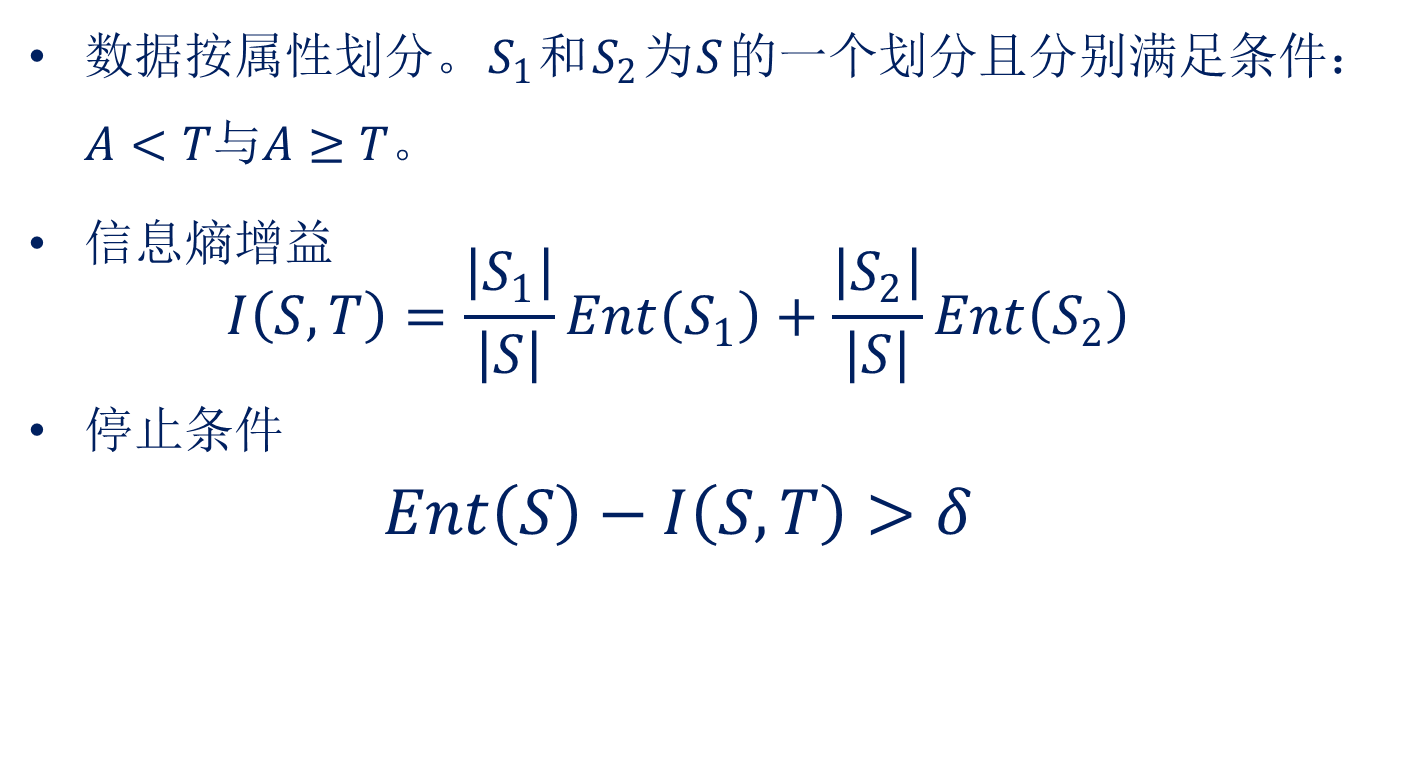 • 数据按属性划分。S₁和S₂为S的一个划分且分别满足条件：
A < T与A ≥ T。
• 信息熵增益
I(S,T) = |S₁|/|S| Ent(S₁) + |S₂|/|S| Ent(S₂)
• 停止条件
Ent(S) − I(S,T) > δ